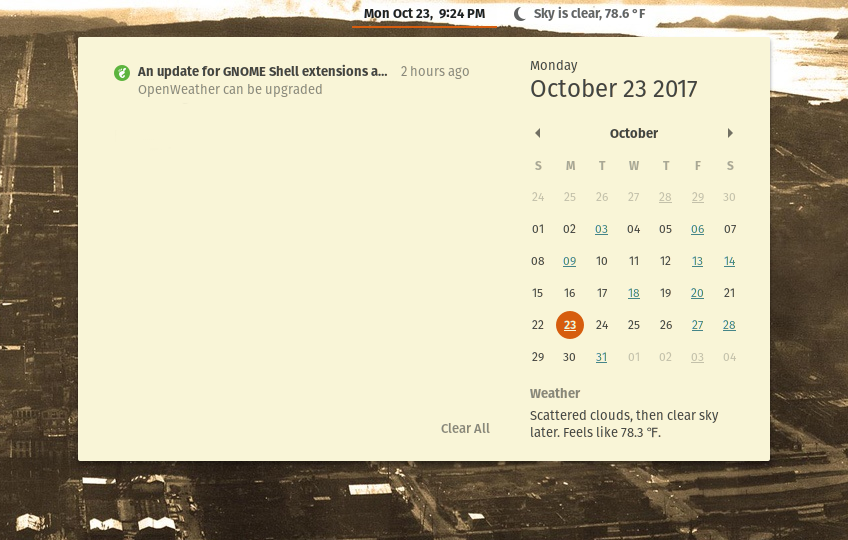 Mon Oct 23, 9:24 PM Sky is clear, 78.6 °F
An update for GNOME Shell extensions a... 2 hours ago
OpenWeather can be upgraded
Clear All
Monday
October 23 2017
October
S M T W T F S
24 25 26 27 28 29 30
01 02 03 04 05 06 07
08 09 10 11 12 13 14
15 16 17 18 19 20 21
22 23 24 25 26 27 28
29 30 31 01 02 03 04
Weather
Scattered clouds, then clear sky
later. Feels like 78.3 °F.